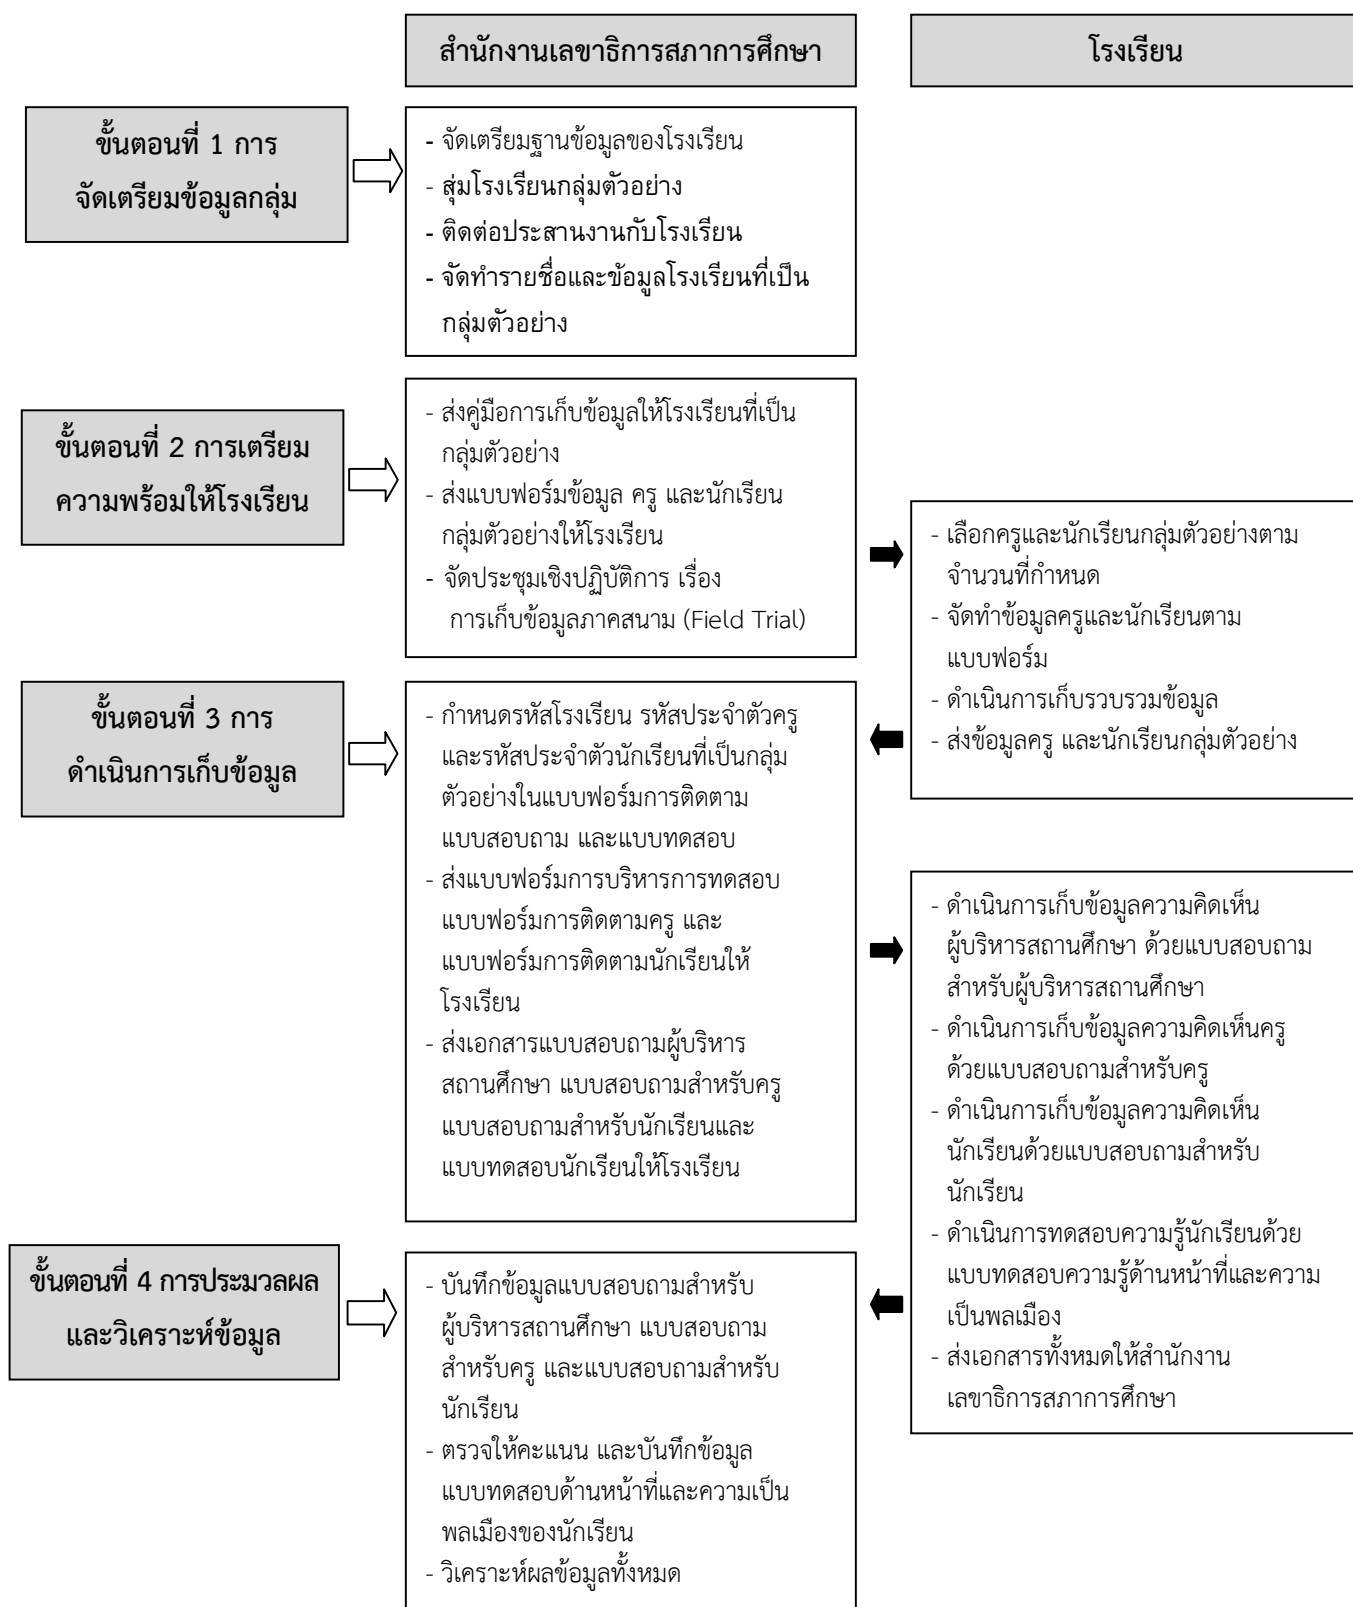 สำนักงานเลขาธิการสภาการศึกษา
โรงเรียน
ขั้นตอนที่ 1 การ
จัดเตรียมข้อมูลกลุ่ม
- จัดเตรียมฐานข้อมูลของโรงเรียน
- สุ่มโรงเรียนกลุ่มตัวอย่าง
- ติดต่อประสานงานกับโรงเรียน
- จัดทำรายชื่อและข้อมูลโรงเรียนที่เป็น
กลุ่มตัวอย่าง
ขั้นตอนที่ 2 การเตรียม
ความพร้อมให้โรงเรียน
- ส่งคู่มือการเก็บข้อมูลให้โรงเรียนที่เป็น
กลุ่มตัวอย่าง
- ส่งแบบฟอร์มข้อมูล ครู และนักเรียน
กลุ่มตัวอย่างให้โรงเรียน
- จัดประชุมเชิงปฏิบัติการ เรื่อง
การเก็บข้อมูลภาคสนาม (Field Trial)
- เลือกครูและนักเรียนกลุ่มตัวอย่างตาม
จำนวนที่กำหนด
- จัดทำข้อมูลครูและนักเรียนตาม
แบบฟอร์ม
- ดำเนินการเก็บรวบรวมข้อมูล
- ส่งข้อมูลครู และนักเรียนกลุ่มตัวอย่าง
ขั้นตอนที่ 3 การ
ดำเนินการเก็บข้อมูล
- กำหนดรหัสโรงเรียน รหัสประจำตัวครู
และรหัสประจำตัวนักเรียนที่เป็นกลุ่ม
ตัวอย่างในแบบฟอร์มการติดตาม
แบบสอบถาม และแบบทดสอบ
- ส่งแบบฟอร์มการบริหารการทดสอบ
แบบฟอร์มการติดตามครู และ
แบบฟอร์มการติดตามนักเรียนให้
โรงเรียน
- ส่งเอกสารแบบสอบถามผู้บริหาร
สถานศึกษา แบบสอบถามสำหรับครู
แบบสอบถามสำหรับนักเรียนและ
แบบทดสอบนักเรียนให้โรงเรียน
- ดำเนินการเก็บข้อมูลความคิดเห็น
ผู้บริหารสถานศึกษา ด้วยแบบสอบถาม
สำหรับผู้บริหารสถานศึกษา
- ดำเนินการเก็บข้อมูลความคิดเห็นครู
ด้วยแบบสอบถามสำหรับครู
- ดำเนินการเก็บข้อมูลความคิดเห็น
นักเรียนด้วยแบบสอบถามสำหรับ
นักเรียน
- ดำเนินการทดสอบความรู้นักเรียนด้วย
แบบทดสอบความรู้ด้านหน้าที่และความ
เป็นพลเมือง
- ส่งเอกสารทั้งหมดให้สำนักงาน
เลขาธิการสภาการศึกษา
ขั้นตอนที่ 4 การประมวลผล
และวิเคราะห์ข้อมูล
- บันทึกข้อมูลแบบสอบถามสำหรับ
ผู้บริหารสถานศึกษา แบบสอบถาม
สำหรับครู และแบบสอบถามสำหรับ
นักเรียน
- ตรวจให้คะแนน และบันทึกข้อมูล
แบบทดสอบด้านหน้าที่และความเป็น
พลเมืองของนักเรียน
- วิเคราะห์ผลข้อมูลทั้งหมด